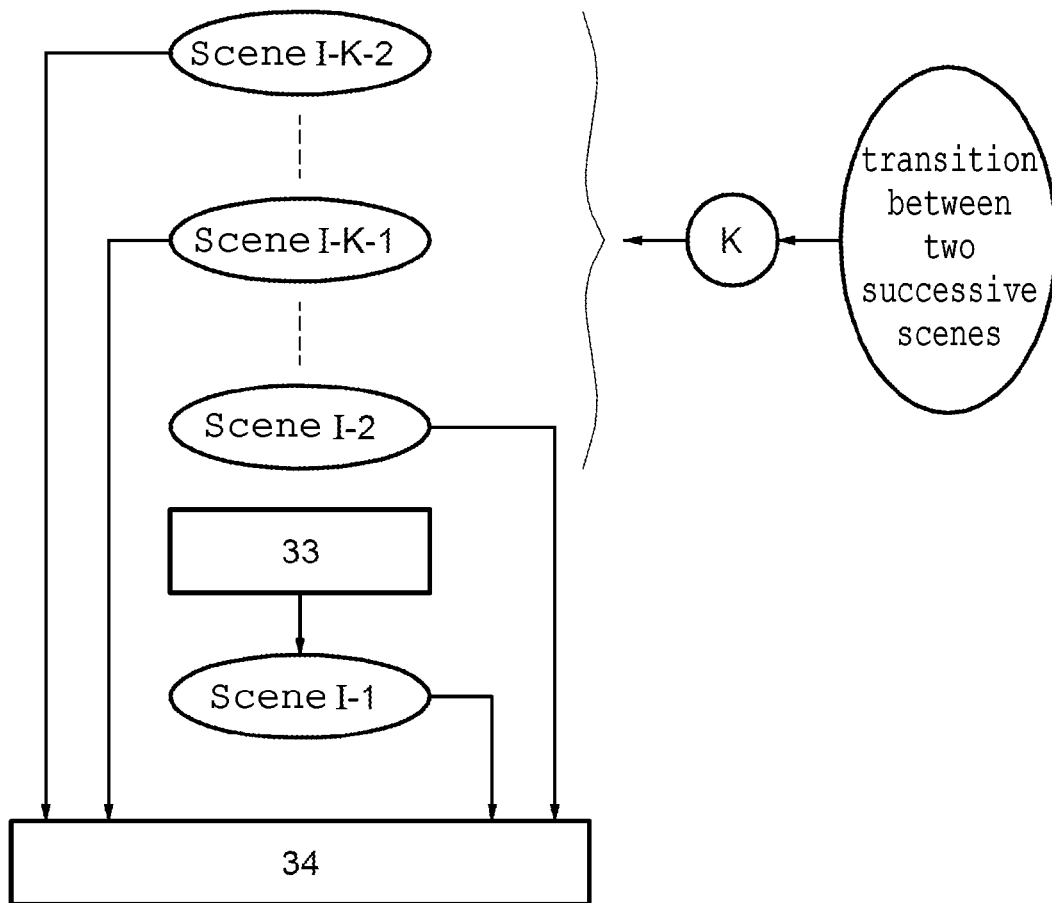 Scene I-K-2
Scene I-K-1
K
transition
between
two
successive
scenes
Scene I-2
33
Scene I-1
34